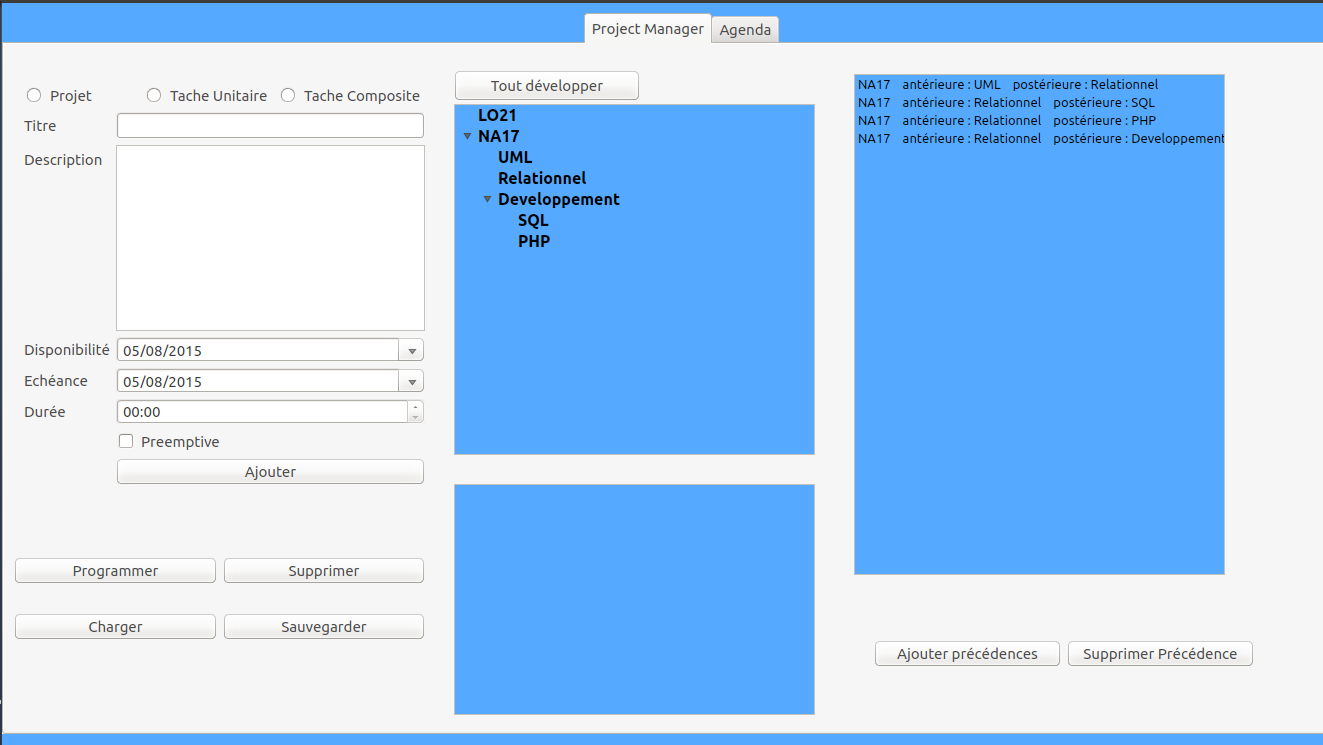 Project Manager
Agenda
Projet
Tache Unitaire
Tache Composite
Titre
Description
Disponibilité
05/08/2015
Echéance
05/08/2015
Durée
00:00
Preemptive
Ajouter
Programmer
Supprimer
Charger
Sauvegarder
Tout développer
LO21
NA17
UML
Relationnel
Developpement
SQL
PHP
NA17 antérieure : UML postérieure : Relationnel
NA17 antérieure : Relationnel postérieure : SQL
NA17 antérieure : Relationnel postérieure : PHP
NA17 antérieure : Relationnel postérieure : Developpement
Ajouter précédences
Supprimer Précédence